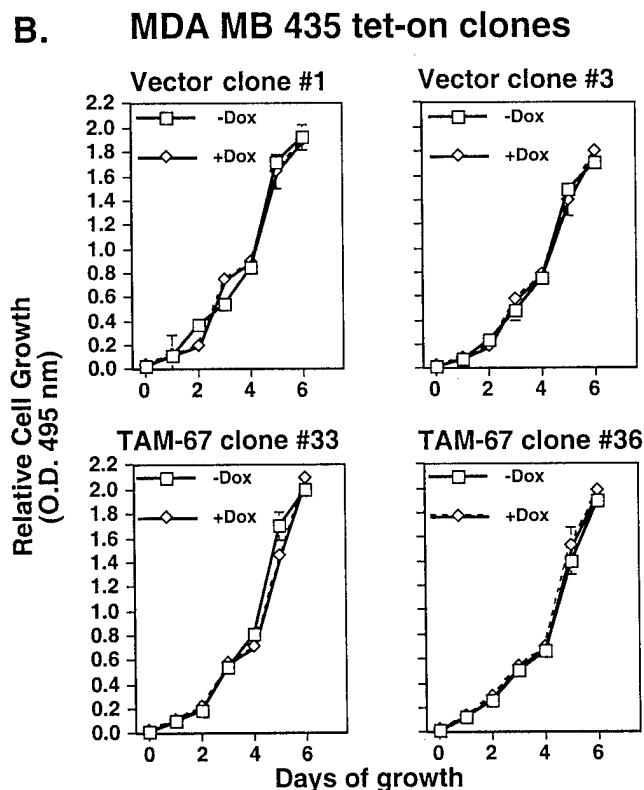 B. MDA MB 435 tet-on clones
Vector clone #1
Vector clone #3
2.2
2.0
1.8
1.6
1.0
0.8
0.6
0.4
0.2
0.0
-Dox
+Dox
-Dox
+Dox
0 2 4 6
0 2 4 6
Relative Cell Growth
(O.D. 495 nm)
TAM-67 clone #33
TAM-67 clone #36
2.2
2.0
1.8
1.6
1.4
1.2
1.0
0.8
0.6
0.4
0.2
0.0
-Dox
+Dox
-Dox
+Dox
0 2 4 6
0 2 4 6
Days of growth